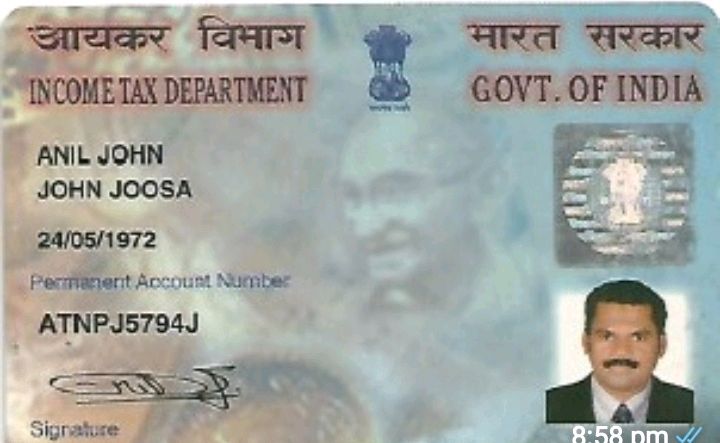 आयकर विभाग
भारत सरकार
INCOME TAX DEPARTMENT
GOVT. OF INDIA
ANIL JOHN
JOHN JOOSA
24/05/1972
Permanent Account Number
ATNPJ5794J
Signature
8:58 pm